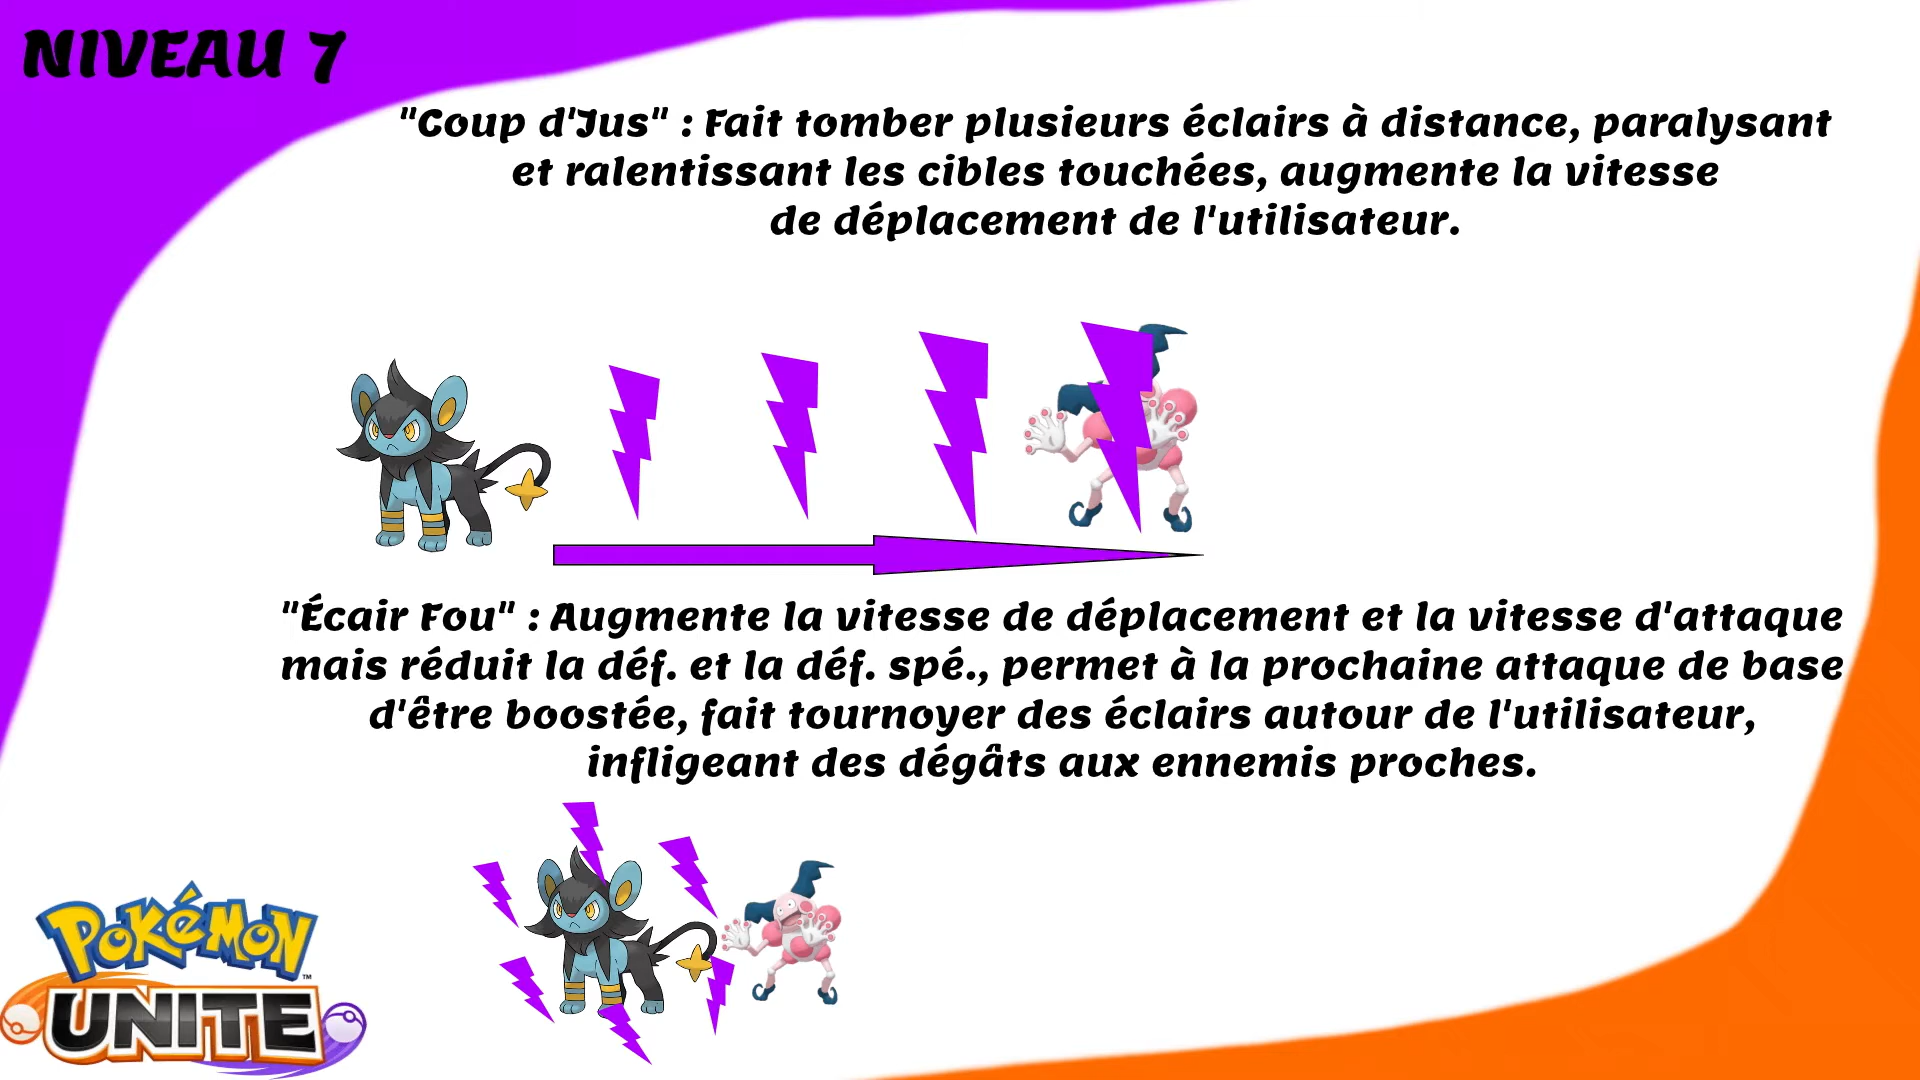 NIVEAU 7
"Coup d'Jus" : Fait tomber plusieurs éclairs à distance, paralysant
et ralentissant les cibles touchées, augmente la vitesse
de déplacement de l'utilisateur.
"Écair Fou" : Augmente la vitesse de déplacement et la vitesse d'attaque
mais réduit la déf. et la déf. spé., permet à la prochaine attaque de base
d'être boostée, fait tournoyer des éclairs autour de l'utilisateur,
infligeant des dégâts aux ennemis proches.
POKÉMON
TM
UNITE